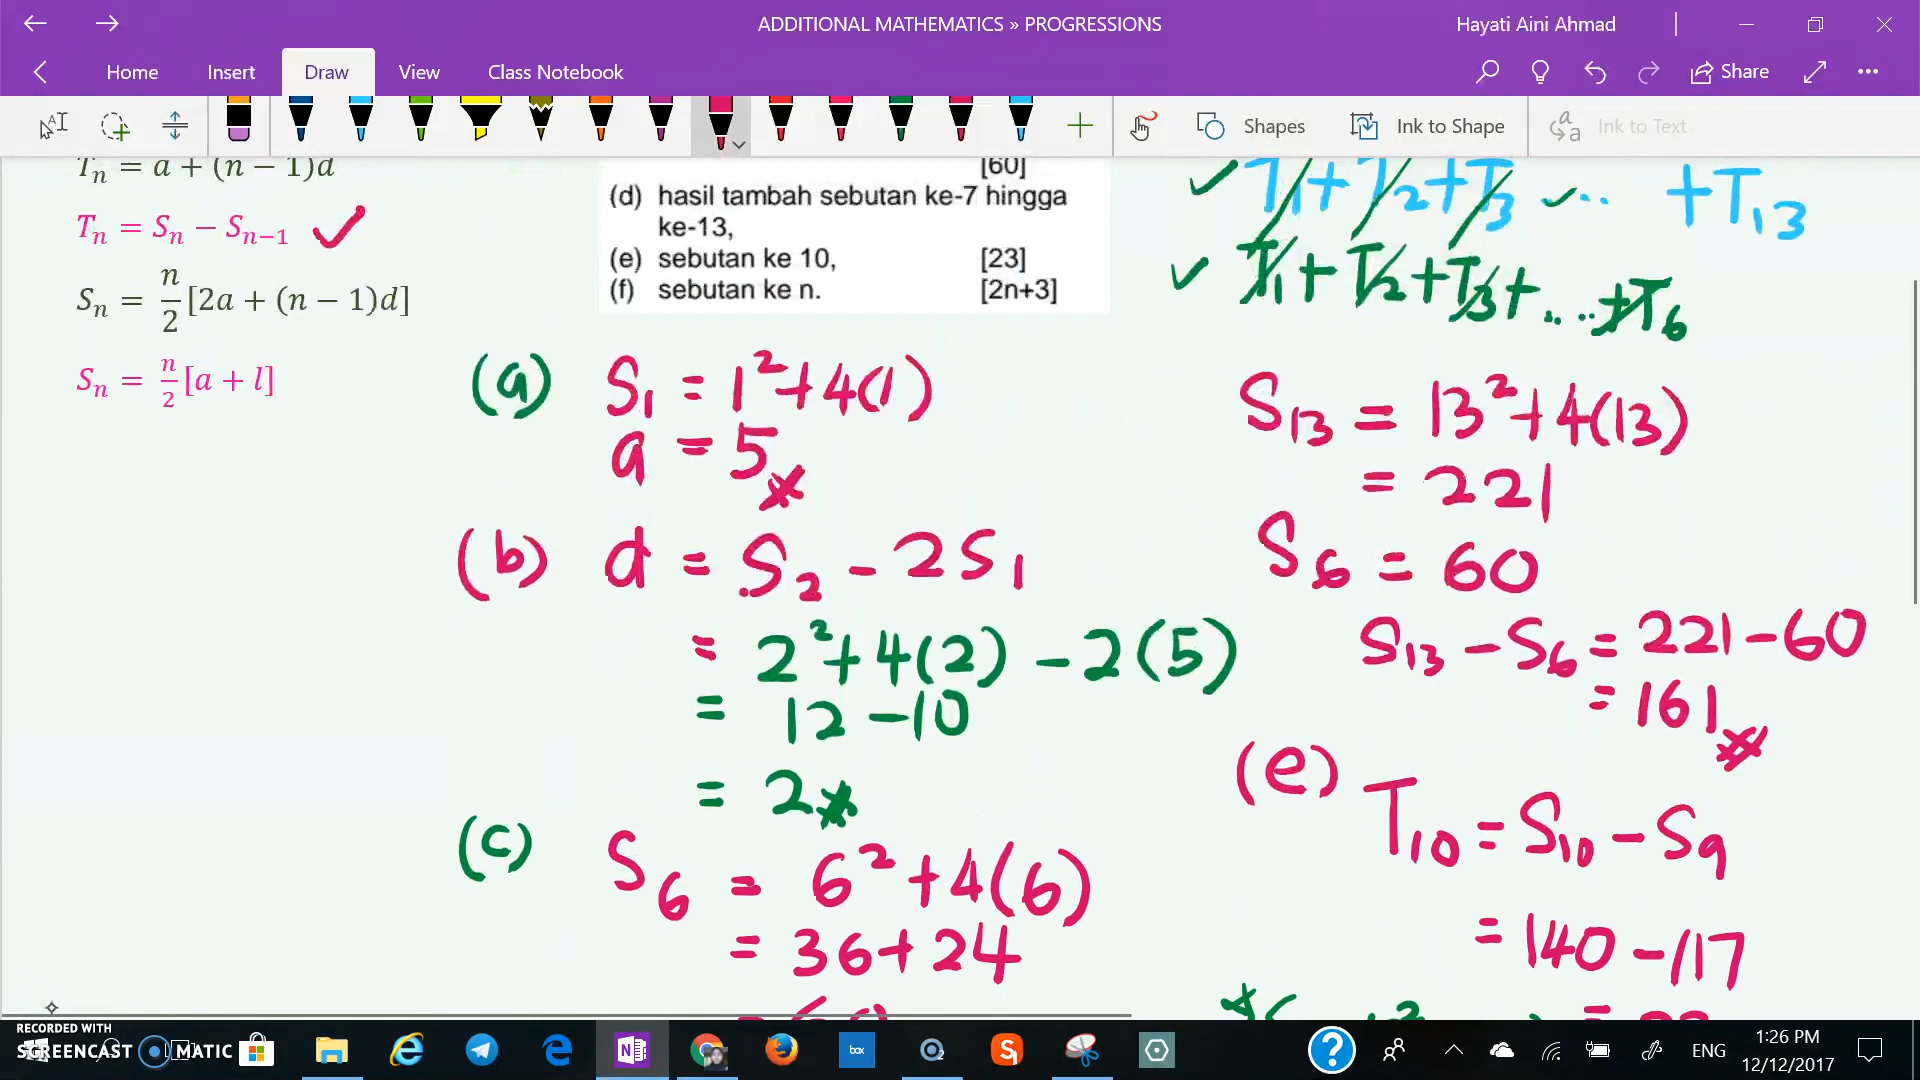 ADDITIONAL MATHEMATICS » PROGRESSIONS
Hayati Aini Ahmad
Home Insert Draw View Class Notebook
Share
Shapes Ink to Shape Ink to Text
Tn = a + (n − 1)d
Tn = Sn − Sn−1 ✓
Sn = n/2 [2a + (n − 1)d]
Sn = n/2 [a + l]
[60]
(d) hasil tambah sebutan ke-7 hingga
ke-13,
(e) sebutan ke 10, [23]
(f) sebutan ke n. [2n+3]
(a) S1 = 1² + 4(1)
a = 5
(b) d = S2 − 2S1
= 2² + 4(2) − 2(5)
= 12 − 10
= 2
(c) S6 = 6² + 4(6)
= 36 + 24
✓ T1 + T2 + T3 ... + T13
✓ T1 + T2 + T3 + ... + T6
S13 = 13² + 4(13)
= 221
S6 = 60
S13 − S6 = 221 − 60
= 161
(e) T10 = S10 − S9
= 140 − 117
RECORDED WITH
SCREENCAST MATIC
ENG
1:26 PM
12/12/2017